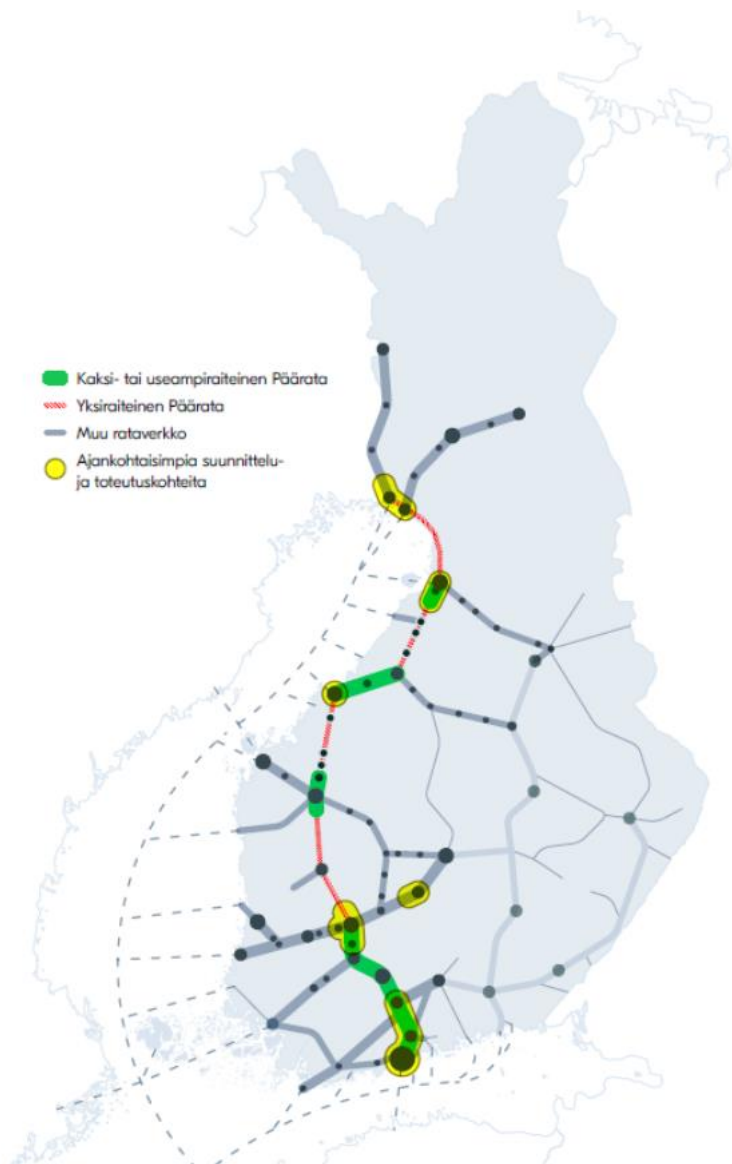 Kaksi- tai useampiraiteinen Päärata
Yksiraiteinen Päärata
Muu rataverkko
Ajankohtaisimpia suunnittelu-
ja toteutuskohteita